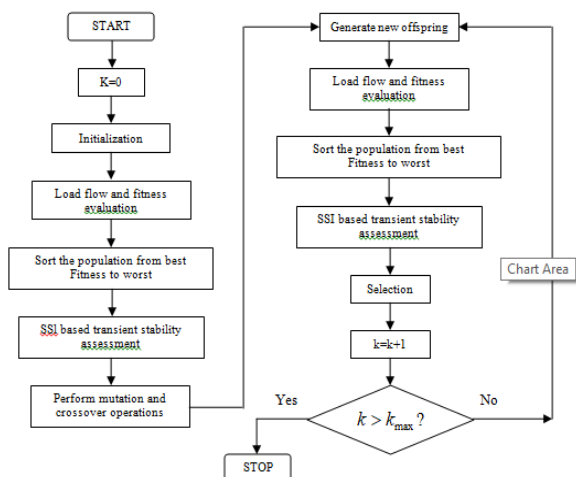 START
K=0
Initialization
Load flow and fitness
evaluation
Sort the population from best
Fitness to worst
SSI based transient stability
assessment
Perform mutation and
crossover operations
Generate new offspring
Load flow and fitness
evaluation
Sort the population from best
Fitness to worst
SSI based transient stability
assessment
Selection
k=k+1
k > kmax ?
Yes
No
STOP
Chart Area